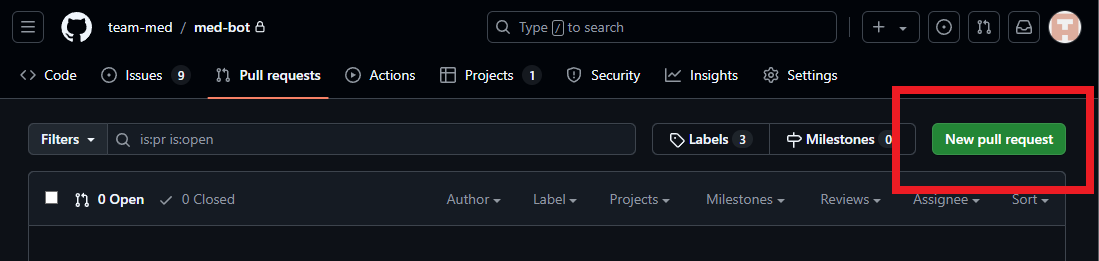 team-med / med-bot Type / to search
Code Issues 9 Pull requests Actions Projects 1 Security Insights Settings
Filters is:pr is:open Labels 3 Milestones 0 New pull request
0 Open 0 Closed Author Label Projects Milestones Reviews Assignee Sort